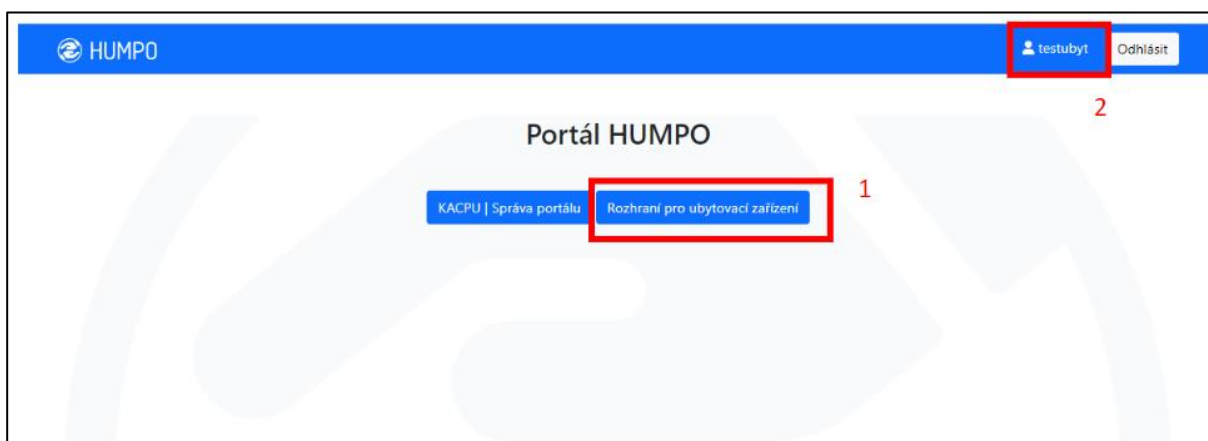 HUMPO
testubyt
Odhlásit
2
Portál HUMPO
1
KACPU | Správa portálu
Rozhraní pro ubytovací zařízení